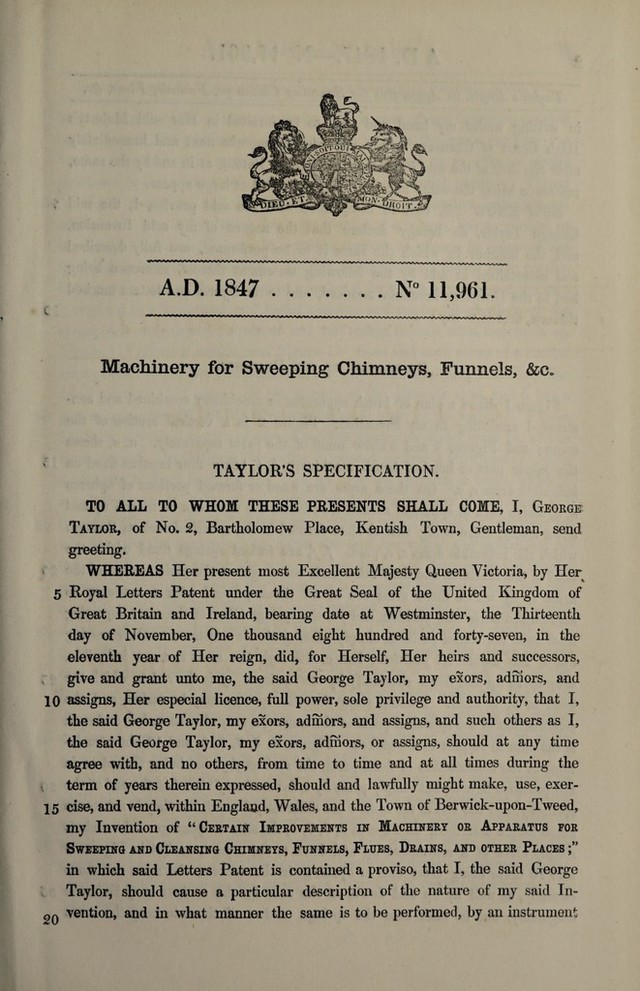 DIEU·ET MON·DROIT
A.D. 1847 . . . . . . . Nº 11,961.
Machinery for Sweeping Chimneys, Funnels, &c.
TAYLOR'S SPECIFICATION.
TO ALL TO WHOM THESE PRESENTS SHALL COME, I, GEORGE
TAYLOR, of No. 2, Bartholomew Place, Kentish Town, Gentleman, send
greeting.
WHEREAS Her present most Excellent Majesty Queen Victoria, by Her
5 Royal Letters Patent under the Great Seal of the United Kingdom of
Great Britain and Ireland, bearing date at Westminster, the Thirteenth
day of November, One thousand eight hundred and forty-seven, in the
eleventh year of Her reign, did, for Herself, Her heirs and successors,
give and grant unto me, the said George Taylor, my exors, adm̃ors, and
10 assigns, Her especial licence, full power, sole privilege and authority, that I,
the said George Taylor, my exors, adm̃ors, and assigns, and such others as I,
the said George Taylor, my exors, adm̃ors, or assigns, should at any time
agree with, and no others, from time to time and at all times during the
term of years therein expressed, should and lawfully might make, use, exer-
15 cise, and vend, within England, Wales, and the Town of Berwick-upon-Tweed,
my Invention of "CERTAIN IMPROVEMENTS IN MACHINERY OR APPARATUS FOR
SWEEPING AND CLEANSING CHIMNEYS, FUNNELS, FLUES, DRAINS, AND OTHER PLACES;"
in which said Letters Patent is contained a proviso, that I, the said George
Taylor, should cause a particular description of the nature of my said In-
20 vention, and in what manner the same is to be performed, by an instrument